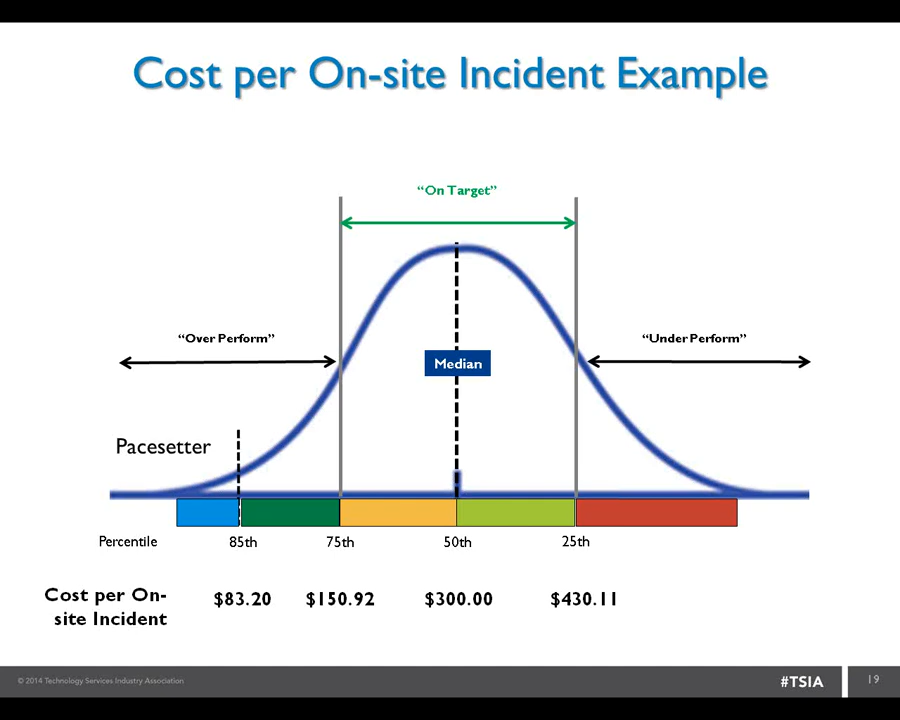 Cost per On-site Incident Example
“On Target”
“Over Perform”
“Under Perform”
Median
Pacesetter
Percentile 85th 75th 50th 25th
Cost per On-
site Incident
$83.20 $150.92 $300.00 $430.11
© 2014 Technology Services Industry Association
#TSIA
19